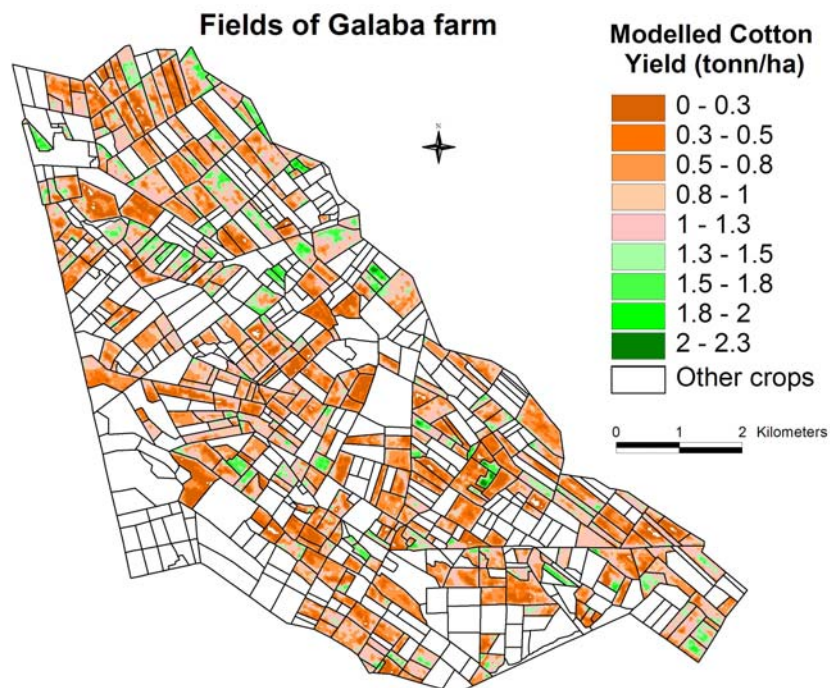 Fields of Galaba farm
Modelled Cotton
Yield (tonn/ha)
0 - 0.3
0.3 - 0.5
0.5 - 0.8
0.8 - 1
1 - 1.3
1.3 - 1.5
1.5 - 1.8
1.8 - 2
2 - 2.3
Other crops
N
0 1 2 Kilometers